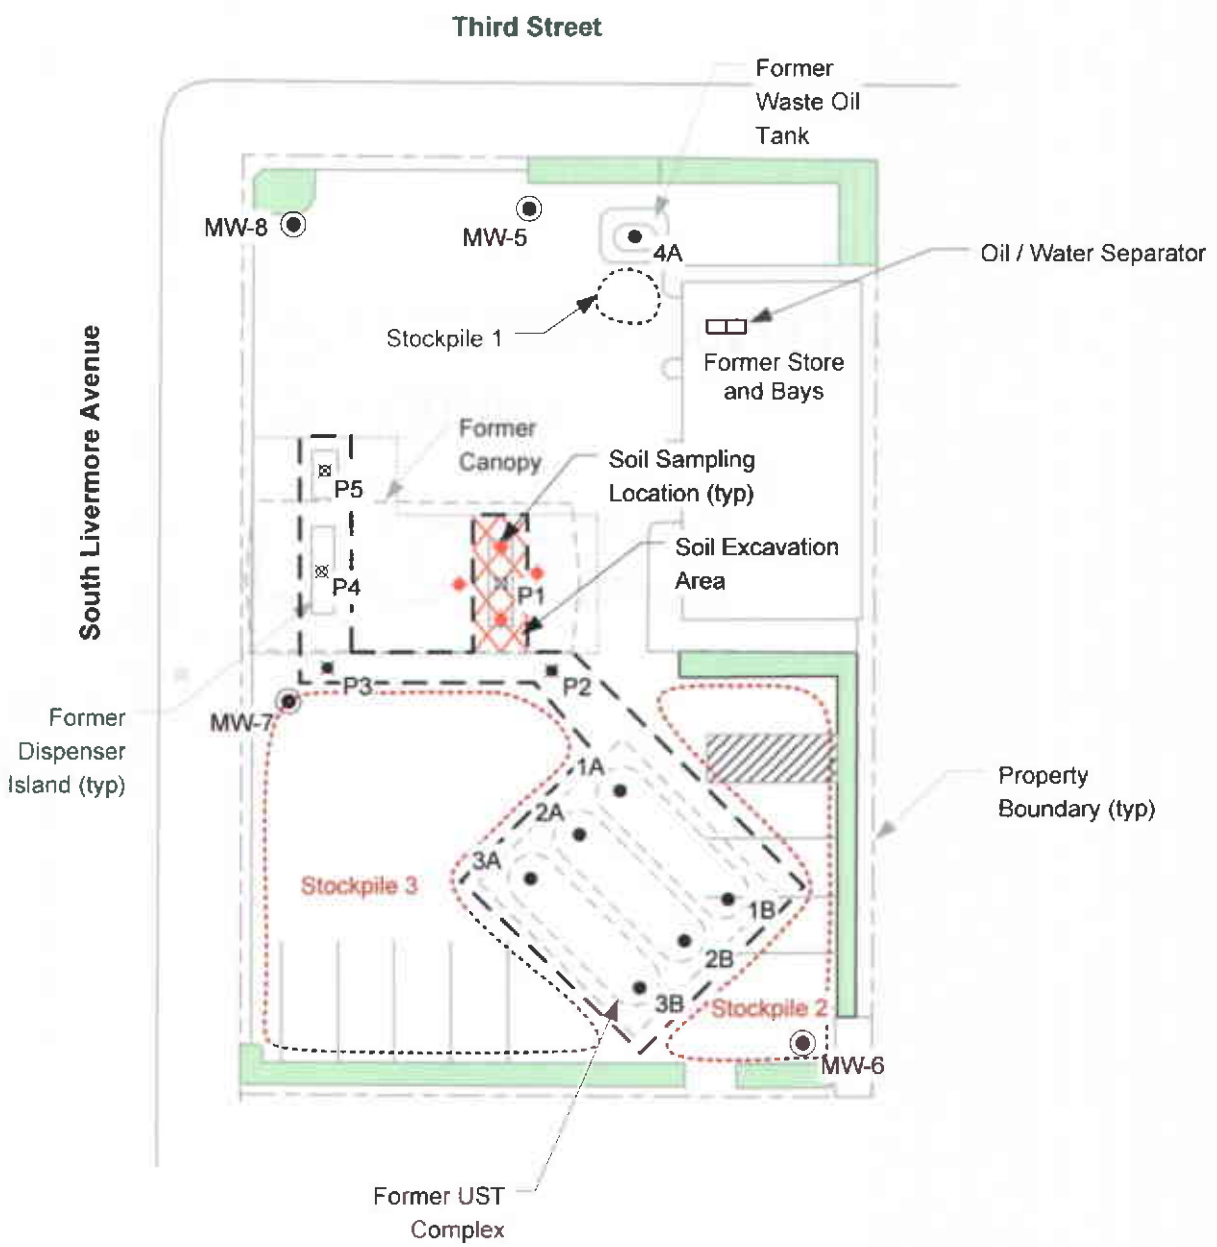 Third Street
Former
Waste Oil
Tank
MW-8
MW-5
4A
Oil / Water Separator
Stockpile 1
Former Store
and Bays
South Livermore Avenue
Former
Canopy
Soil Sampling
Location (typ)
P5
Soil Excavation
Area
P4
P1
P3
P2
MW-7
Former
Dispenser
Island (typ)
1A
Property
Boundary (typ)
2A
3A
Stockpile 3
1B
2B
3B
Stockpile 2
MW-6
Former UST
Complex